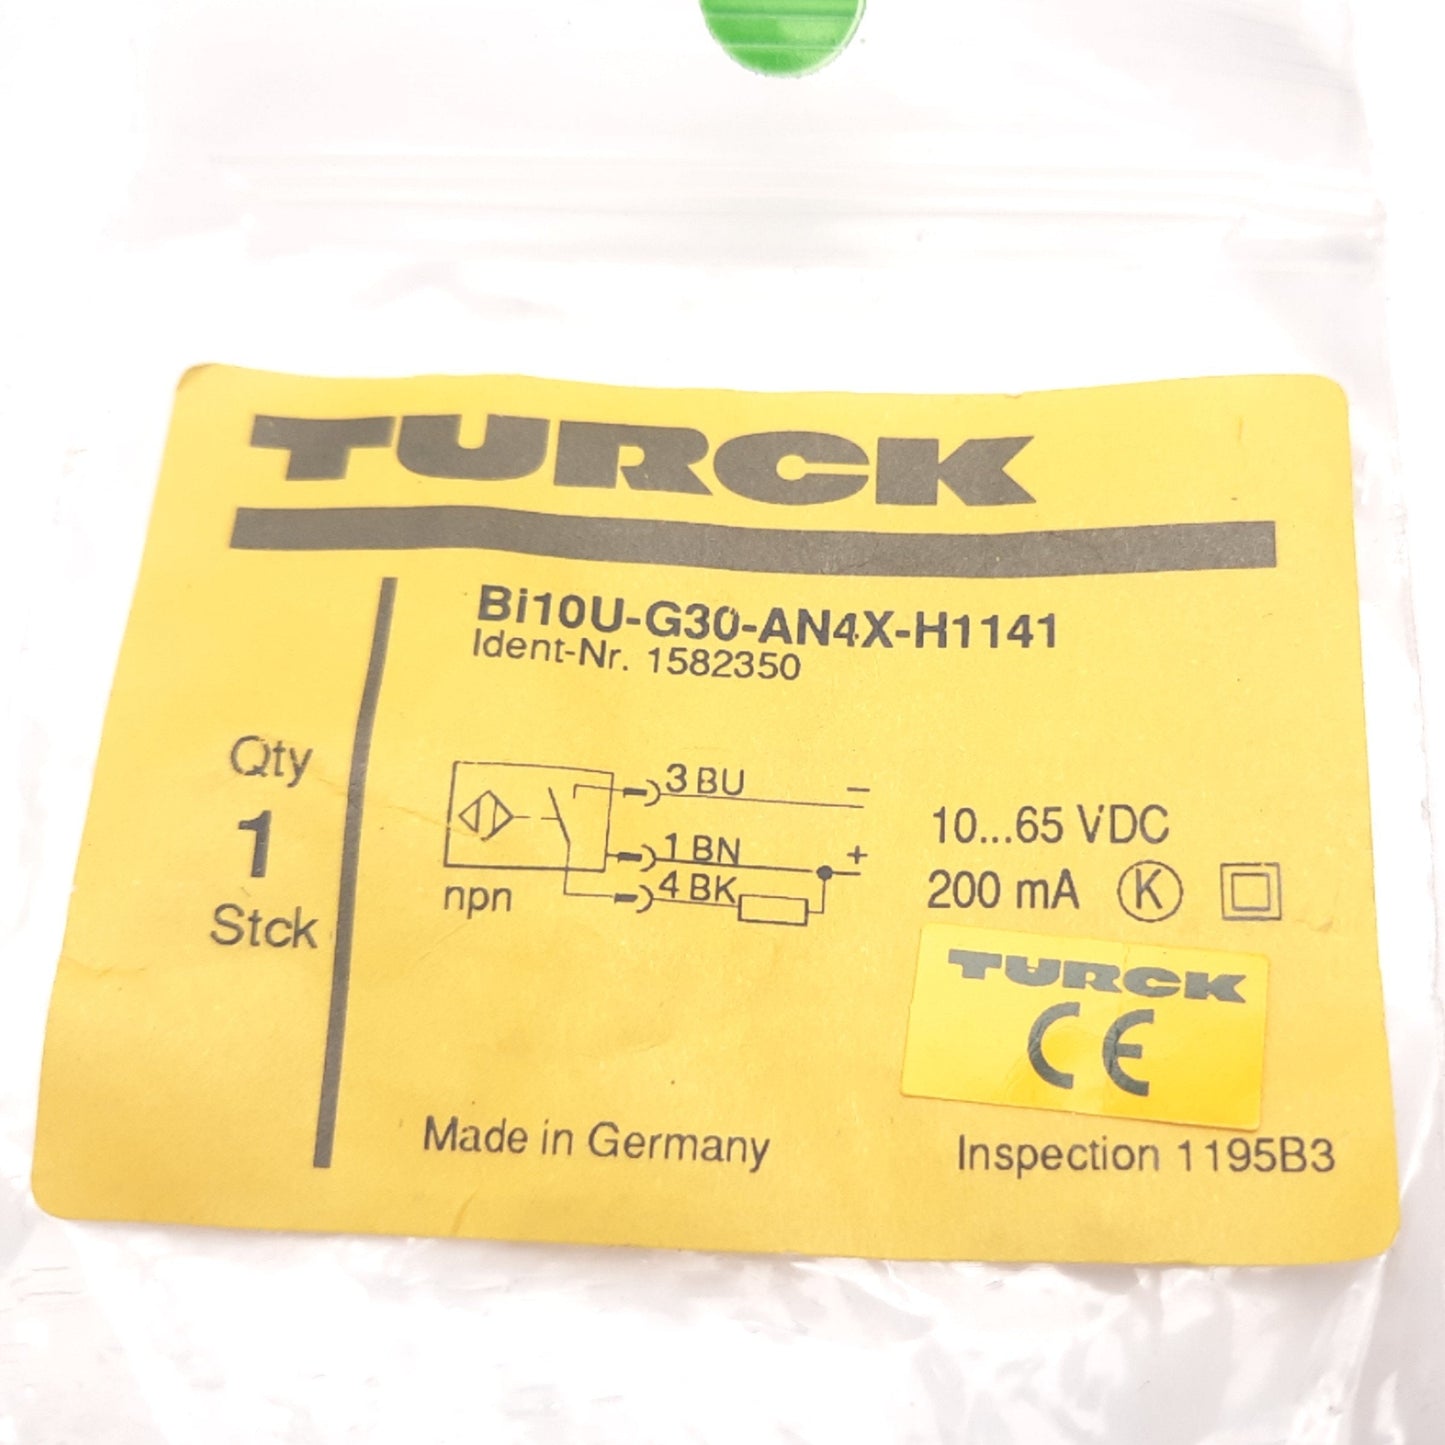 TURCK
Bi10U-G30-AN4X-H1141
Ident-Nr. 1582350
Qty
1
Stck
3 BU −
1 BN +
4 BK
npn
10...65 VDC
200 mA K
TURCK
CE
Made in Germany
Inspection 1195B3